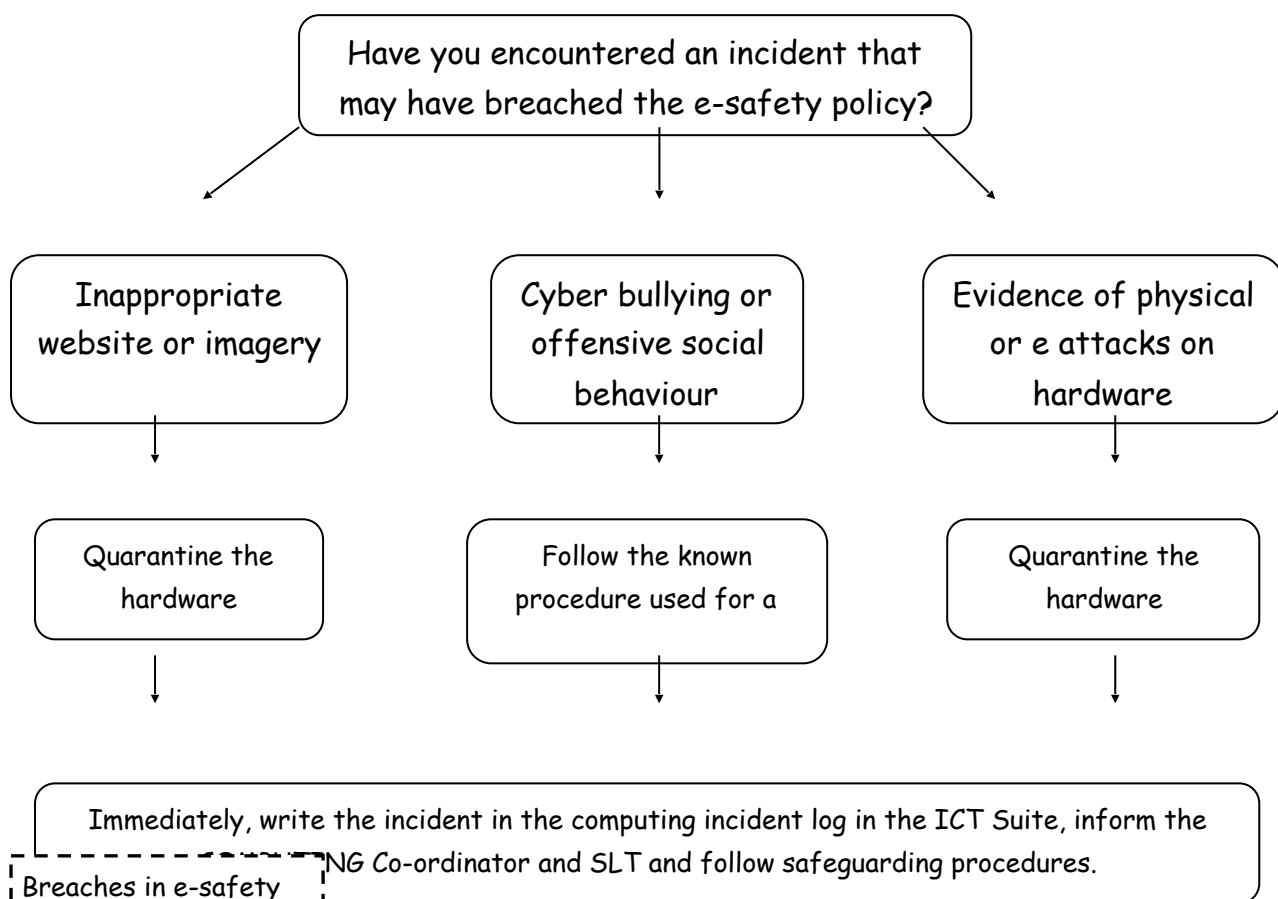 Have you encountered an incident that
may have breached the e-safety policy?
Inappropriate
website or imagery
Cyber bullying or
offensive social
behaviour
Evidence of physical
or e attacks on
hardware
Quarantine the
hardware
Follow the known
procedure used for a
Quarantine the
hardware
Immediately, write the incident in the computing incident log in the ICT Suite, inform the
Co-ordinator and SLT and follow safeguarding procedures.
Breaches in e-safety